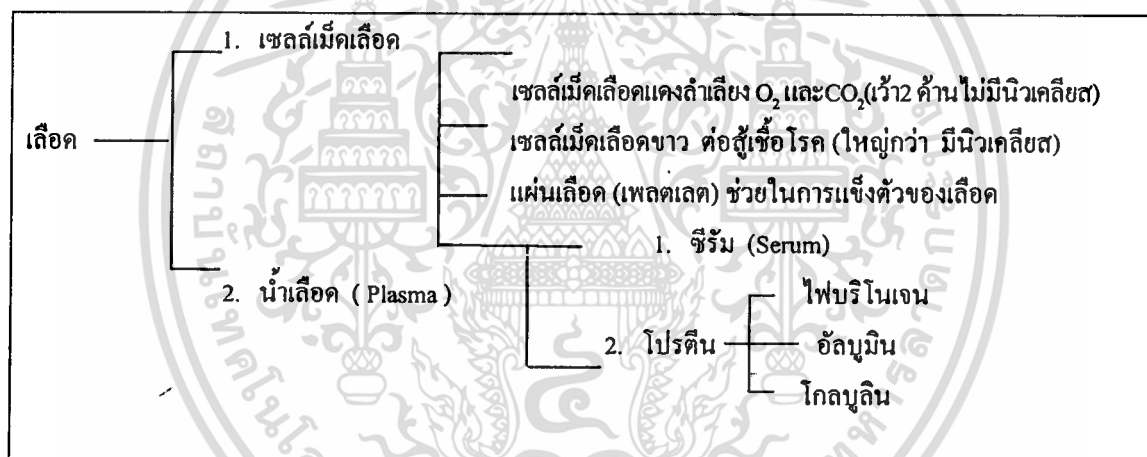 1. เซลล์เม็ดเลือด
เซลล์เม็ดเลือดแดงลำเลียง O₂ และCO₂(เว้า2 ด้านไม่มีนิวเคลียส)
เลือด
เซลล์เม็ดเลือดขาว ต่อสู้เชื้อโรค (ใหญ่กว่า มีนิวเคลียส)
แผ่นเลือด (เพลตเลต) ช่วยในการแข็งตัวของเลือด
1. ซีรัม (Serum)
2. น้ำเลือด ( Plasma )
ไฟบริโนเจน
2. โปรตีน
อัลบูมิน
โกลบูลิน